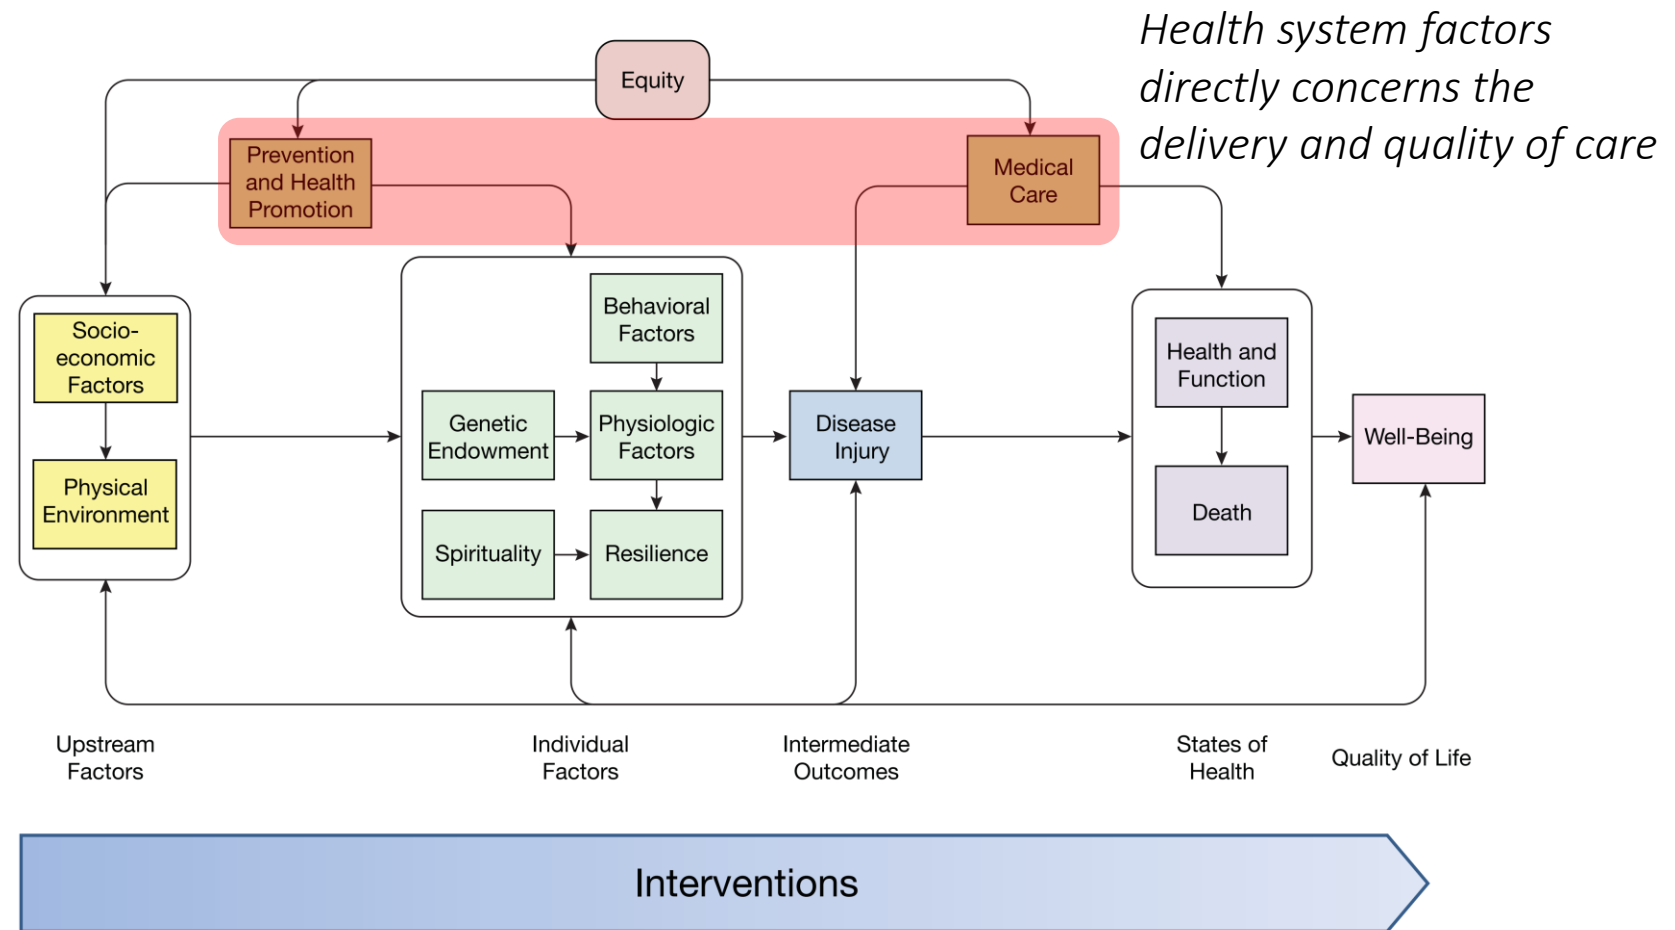 Health system factors
directly concerns the
delivery and quality of care
Equity
Prevention
and Health
Promotion
Medical
Care
Socio-
economic
Factors
Physical
Environment
Behavioral
Factors
Genetic
Endowment
Physiologic
Factors
Spirituality
Resilience
Disease
Injury
Health and
Function
Death
Well-Being
Upstream
Factors
Individual
Factors
Intermediate
Outcomes
States of
Health
Quality of Life
Interventions